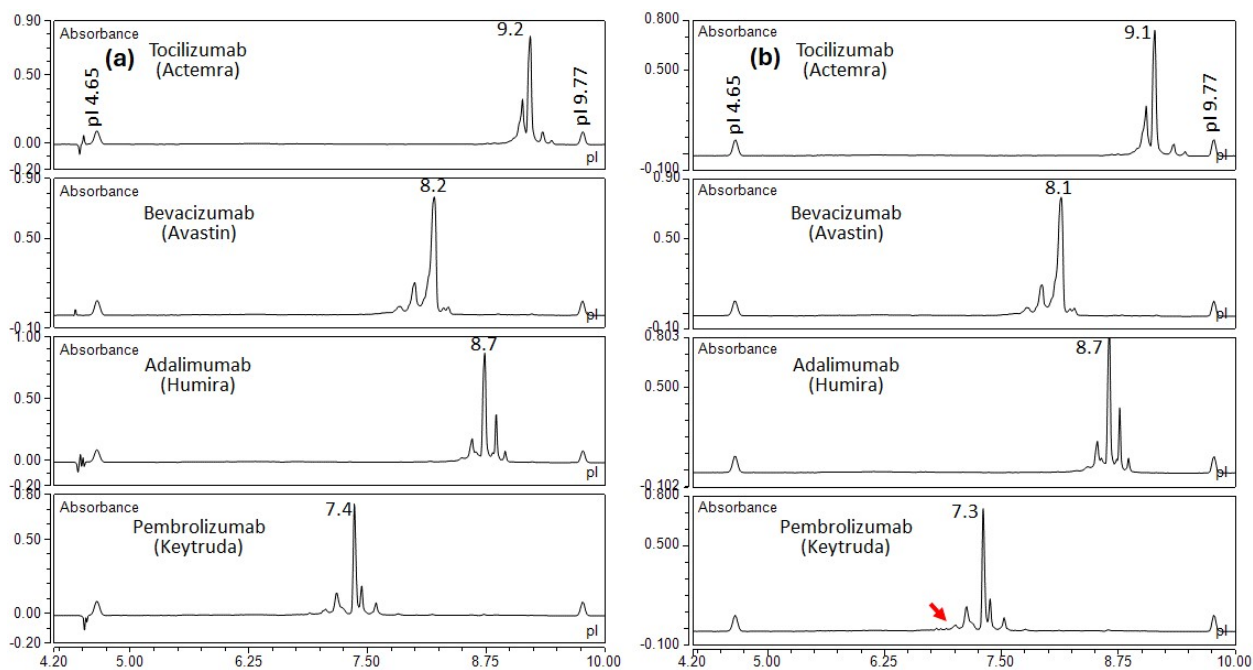 (a)
0.90
0.50
0.00
-0.20
Absorbance
Tocilizumab
(Actemra)
pI 4.65
9.2
pI 9.77
pI
0.90
0.50
-0.10
Absorbance
Bevacizumab
(Avastin)
8.2
pI
1.00
0.50
0.00
-0.20
Absorbance
Adalimumab
(Humira)
8.7
pI
0.80
0.50
0.00
-0.20
Absorbance
Pembrolizumab
(Keytruda)
7.4
4.20 5.00 6.25 7.50 8.75 10.00
(b)
0.800
0.500
-0.100
Absorbance
Tocilizumab
(Actemra)
pI 4.65
9.1
pI 9.77
pI
0.90
0.50
-0.10
Absorbance
Bevacizumab
(Avastin)
8.1
pI
0.803
0.500
-0.102
Absorbance
Adalimumab
(Humira)
8.7
pI
0.800
0.500
-0.100
Absorbance
Pembrolizumab
(Keytruda)
7.3
4.20 5.00 6.25 7.50 8.75 10.00